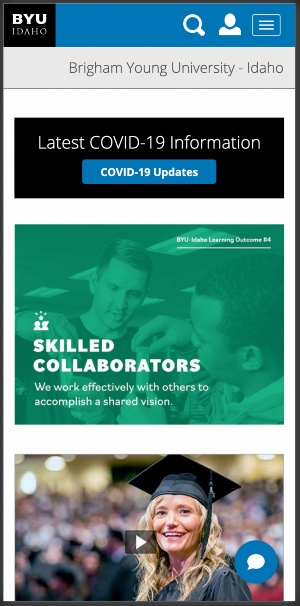 BYU
IDAHO
Brigham Young University - Idaho
Latest COVID-19 Information
COVID-19 Updates
BYU-Idaho Learning Outcome #4
SKILLED
COLLABORATORS
We work effectively with others to
accomplish a shared vision.